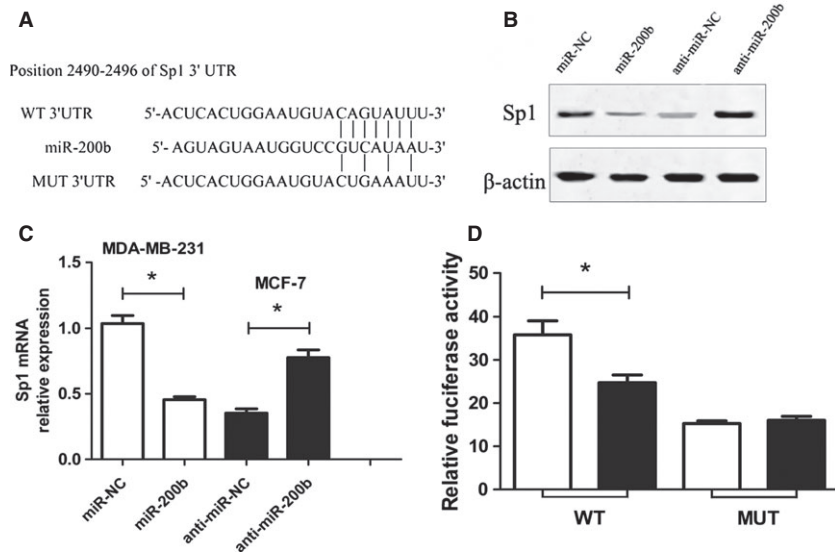 A
Position 2490-2496 of Sp1 3' UTR
WT 3'UTR 5'-ACUCACUGGAAUGUACAGUAUUU-3'
miR-200b 5'- AGUAGUAAUGGUCCGUCAUAAU-3'
MUT 3'UTR 5' -ACUCACUGGAAUGUACUGAAAUU-3'
B
miR-NC miR-200b anti-miR-NC anti-miR-200b
Sp1
β-actin
C
MDA-MB-231
MCF-7
* *
Sp1 mRNA
relative expression
1.5
1.0
0.5
0.0
miR-NC miR-200b anti-miR-NC anti-miR-200b
D
*
Relative fuciferase activity
50
40
30
20
10
0
WT MUT